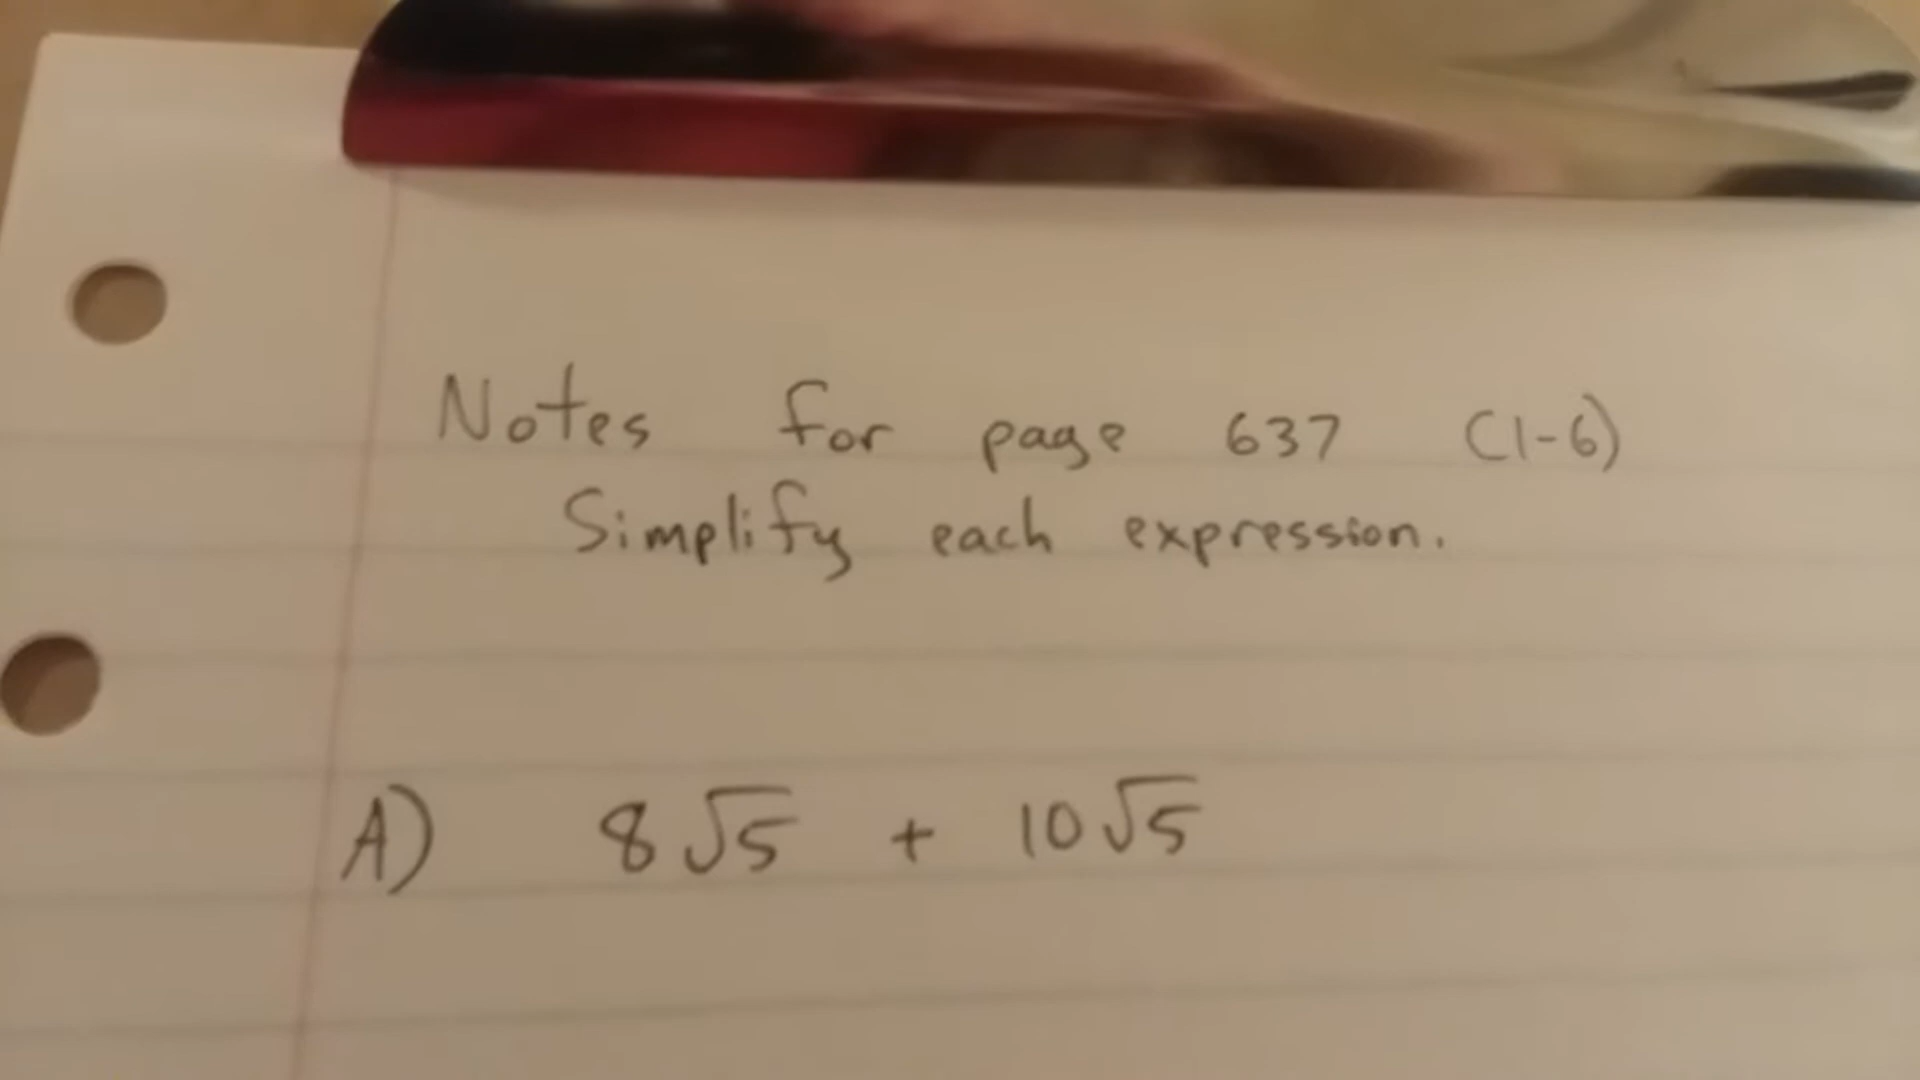 Notes for page 637 (1-6)
Simplify each expression.
A) 8√5 + 10√5